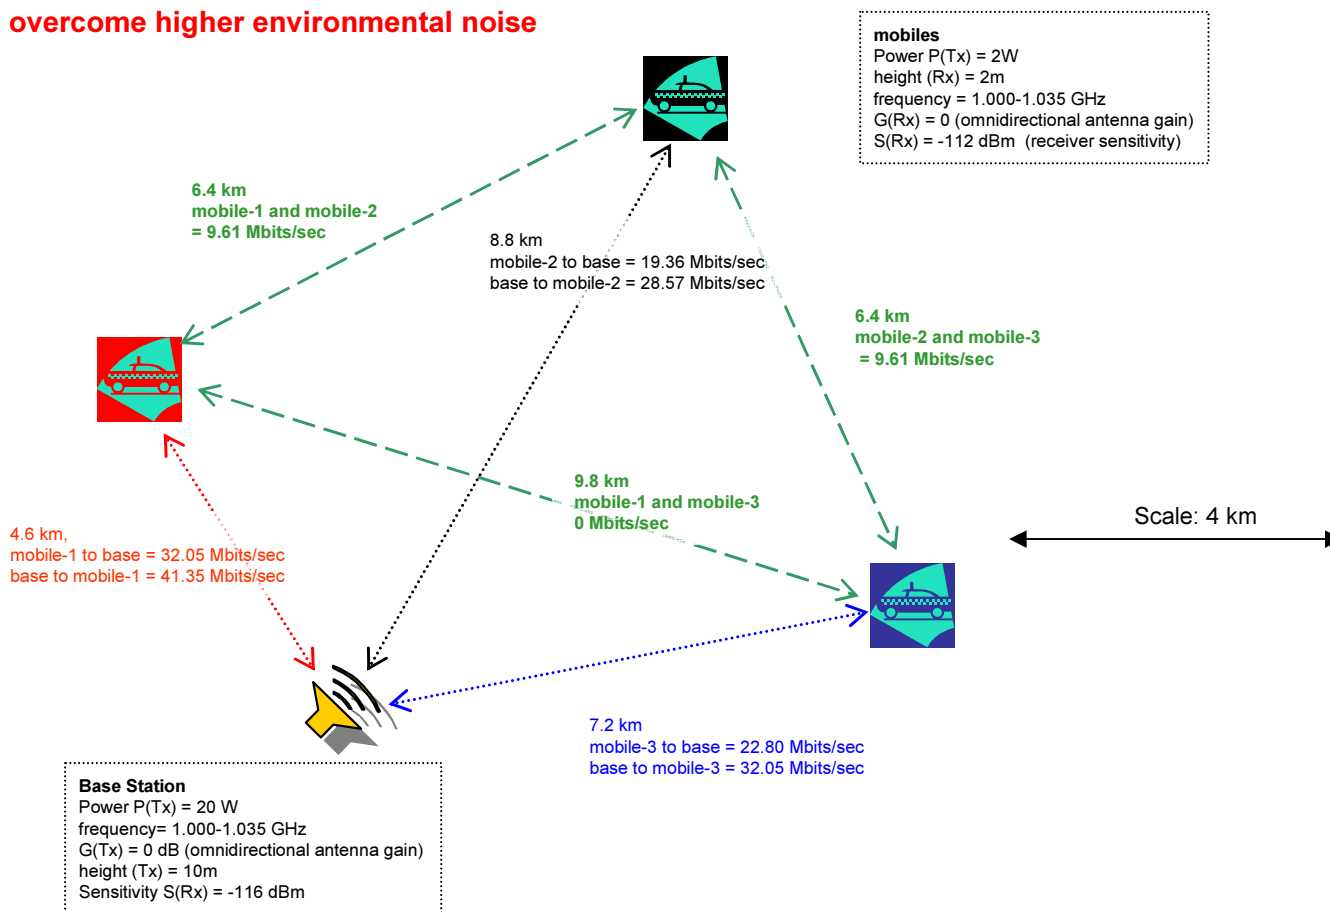 overcome higher environmental noise
mobiles
Power P(Tx) = 2W
height (Rx) = 2m
frequency = 1.000-1.035 GHz
G(Rx) = 0 (omnidirectional antenna gain)
S(Rx) = -112 dBm  (receiver sensitivity)
6.4 km
mobile-1 and mobile-2
= 9.61 Mbits/sec
8.8 km
mobile-2 to base = 19.36 Mbits/sec
base to mobile-2 = 28.57 Mbits/sec
6.4 km
mobile-2 and mobile-3
= 9.61 Mbits/sec
9.8 km
mobile-1 and mobile-3
0 Mbits/sec
Scale: 4 km
4.6 km,
mobile-1 to base = 32.05 Mbits/sec
base to mobile-1 = 41.35 Mbits/sec
7.2 km
mobile-3 to base = 22.80 Mbits/sec
base to mobile-3 = 32.05 Mbits/sec
Base Station
Power P(Tx) = 20 W
frequency= 1.000-1.035 GHz
G(Tx) = 0 dB (omnidirectional antenna gain)
height (Tx) = 10m
Sensitivity S(Rx) = -116 dBm